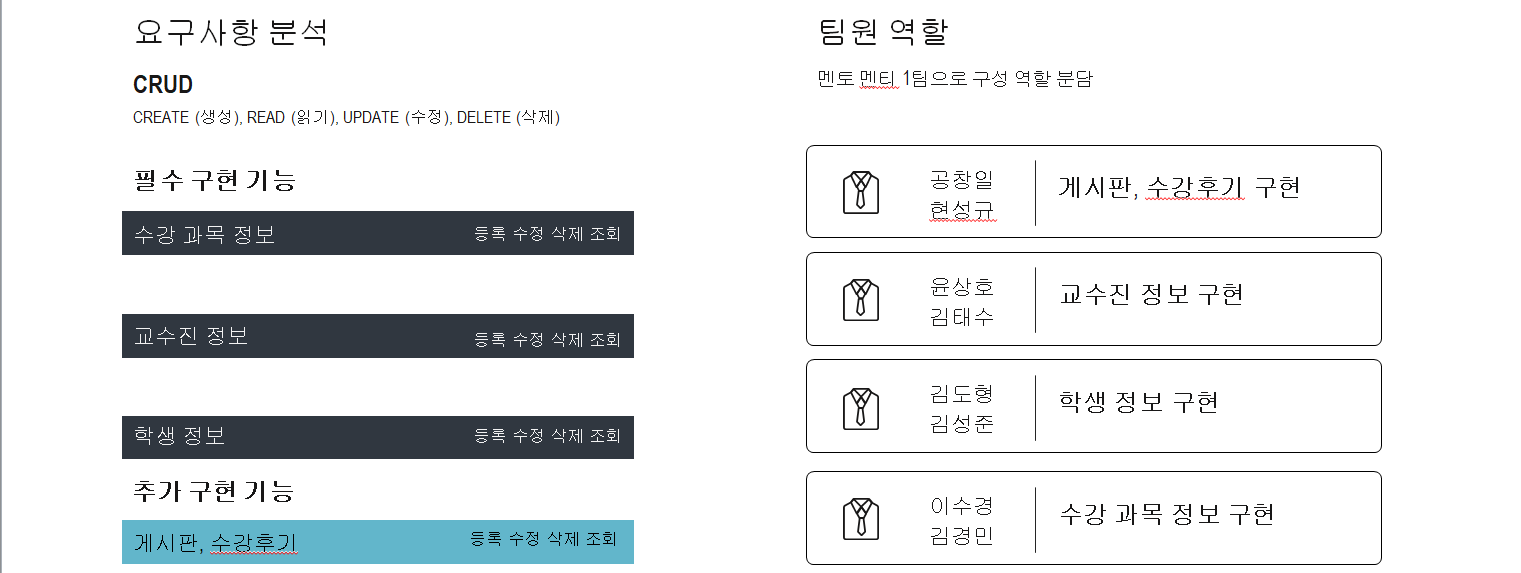 요구사항 분석
CRUD
CREATE (생성), READ (읽기), UPDATE (수정), DELETE (삭제)
필수 구현 기능
수강 과목 정보 등록 수정 삭제 조회
교수진 정보 등록 수정 삭제 조회
학생 정보 등록 수정 삭제 조회
추가 구현 기능
게시판, 수강후기 등록 수정 삭제 조회
팀원 역할
멘토 멘티 1팀으로 구성 역할 분담
공창일
현성규
게시판, 수강후기 구현
윤상호
김태수
교수진 정보 구현
김도형
김성준
학생 정보 구현
이수경
김경민
수강 과목 정보 구현